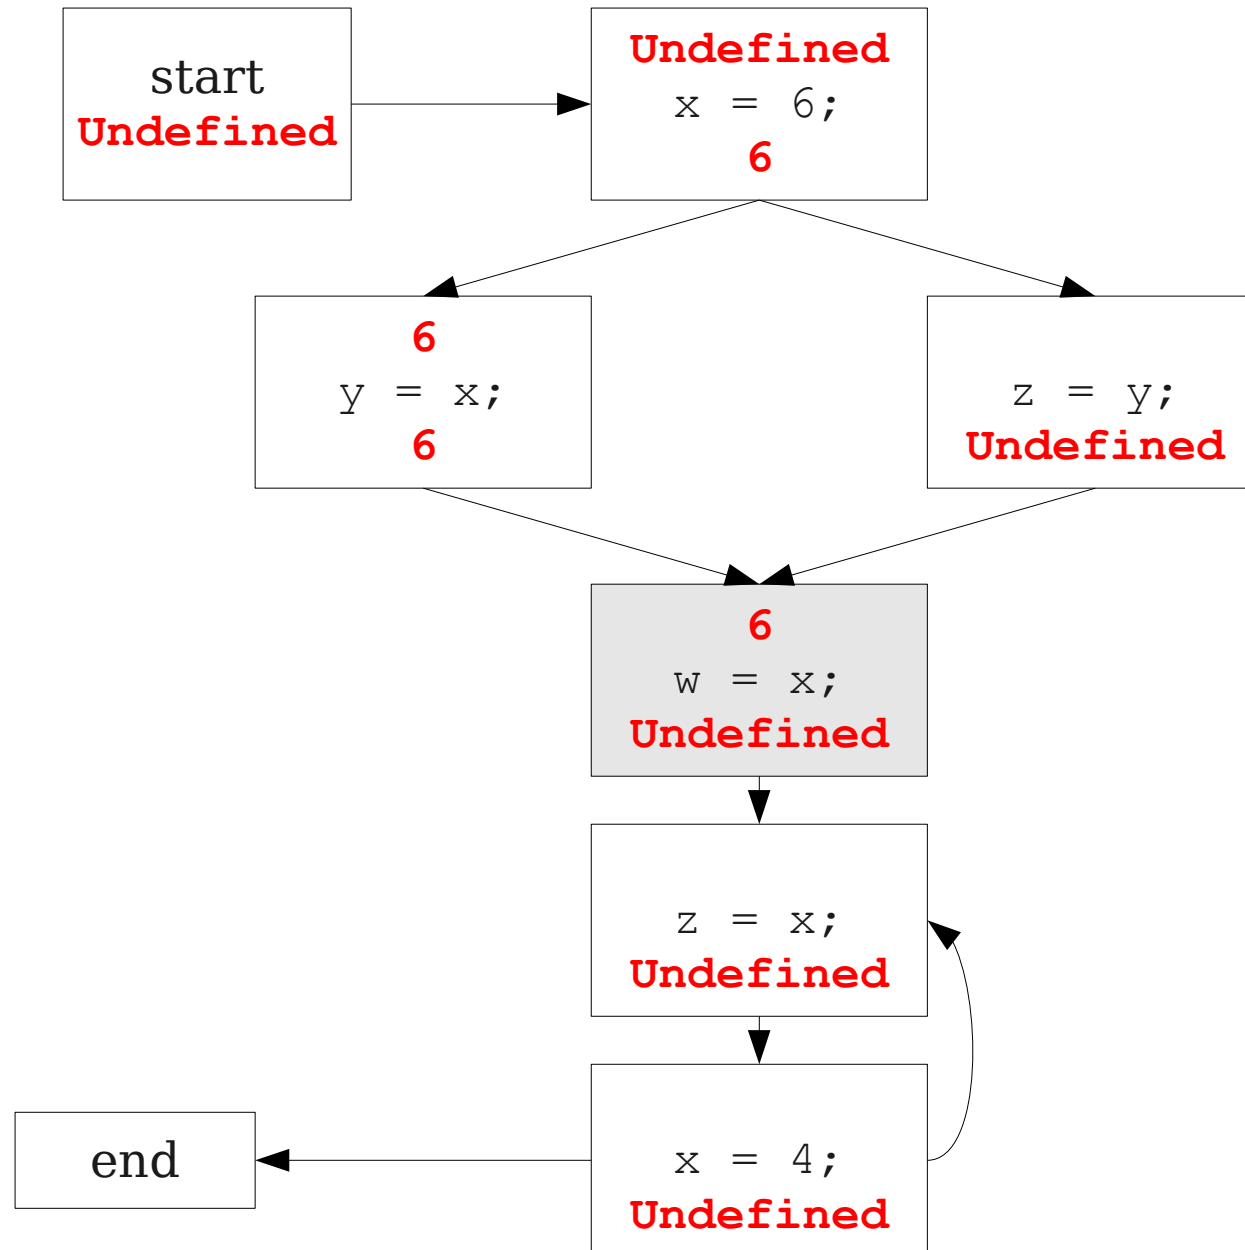 start
Undefined
Undefined
x = 6;
6
6
y = x;
6
z = y;
Undefined
6
w = x;
Undefined
z = x;
Undefined
end
x = 4;
Undefined